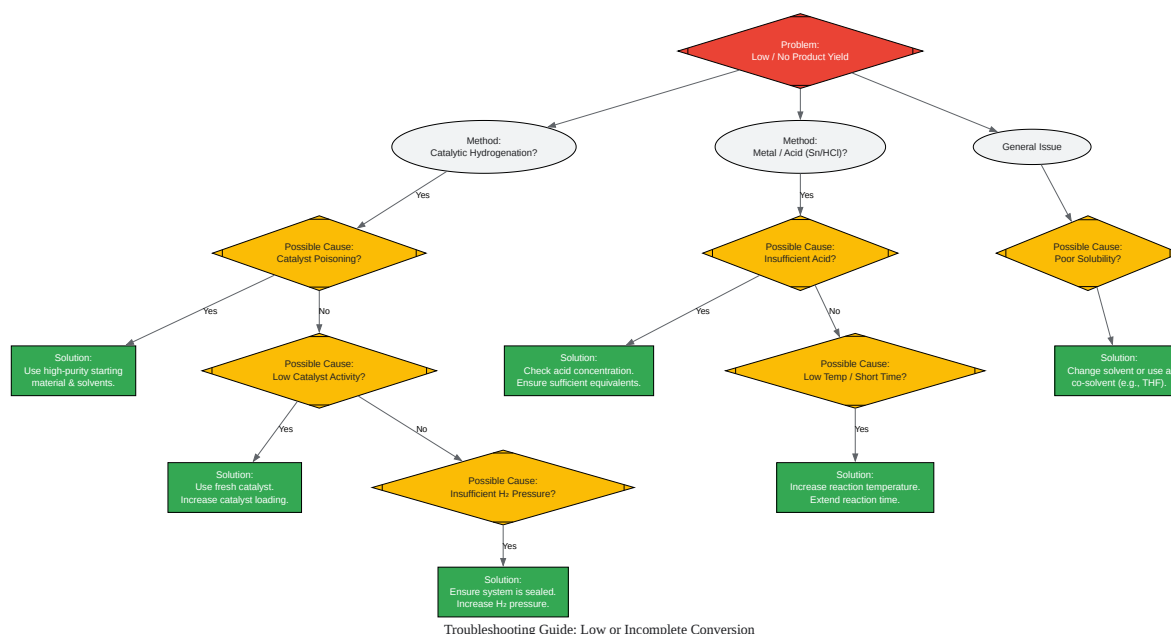 Problem:
Low / No Product Yield
Method:
Catalytic Hydrogenation?
Method:
Metal / Acid (Sn/HCl)?
General Issue
Yes
Yes
Possible Cause:
Catalyst Poisoning?
Possible Cause:
Insufficient Acid?
Possible Cause:
Poor Solubility?
Yes
No
Yes
No
Solution:
Use high-purity starting
material & solvents.
Possible Cause:
Low Catalyst Activity?
Solution:
Check acid concentration.
Ensure sufficient equivalents.
Possible Cause:
Low Temp / Short Time?
Solution:
Change solvent or use a
co-solvent (e.g., THF).
Yes
No
Yes
Solution:
Use fresh catalyst.
Increase catalyst loading.
Possible Cause:
Insufficient H₂ Pressure?
Solution:
Increase reaction temperature.
Extend reaction time.
Yes
Solution:
Ensure system is sealed.
Increase H₂ pressure.
Troubleshooting Guide: Low or Incomplete Conversion